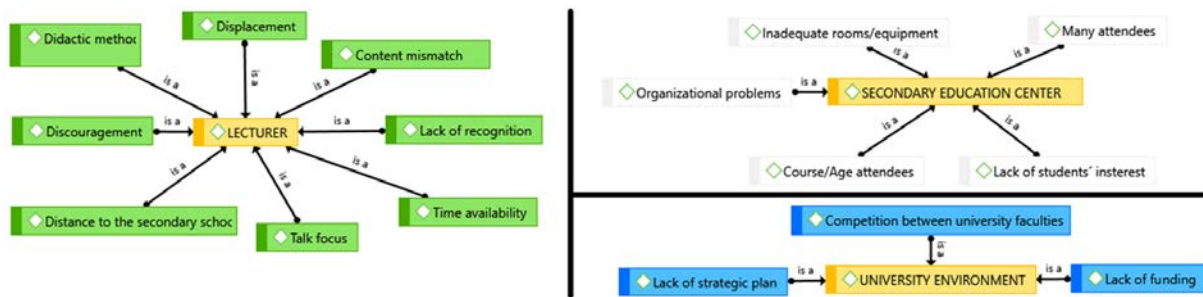 Didactic method
Displacement
Content mismatch
is a
is a
is a
Discouragement
is a
LECTURER
is a
Lack of recognition
is a
is a
is a
Distance to the secondary schoo
Talk focus
Time availability
Inadequate rooms/equipment
Many attendees
is a
is a
Organizational problems
is a
SECONDARY EDUCATION CENTER
is a
is a
Course/Age attendees
Lack of students´ insterest
Competition between university faculties
is a
Lack of strategic plan
is a
UNIVERSITY ENVIRONMENT
is a
Lack of funding